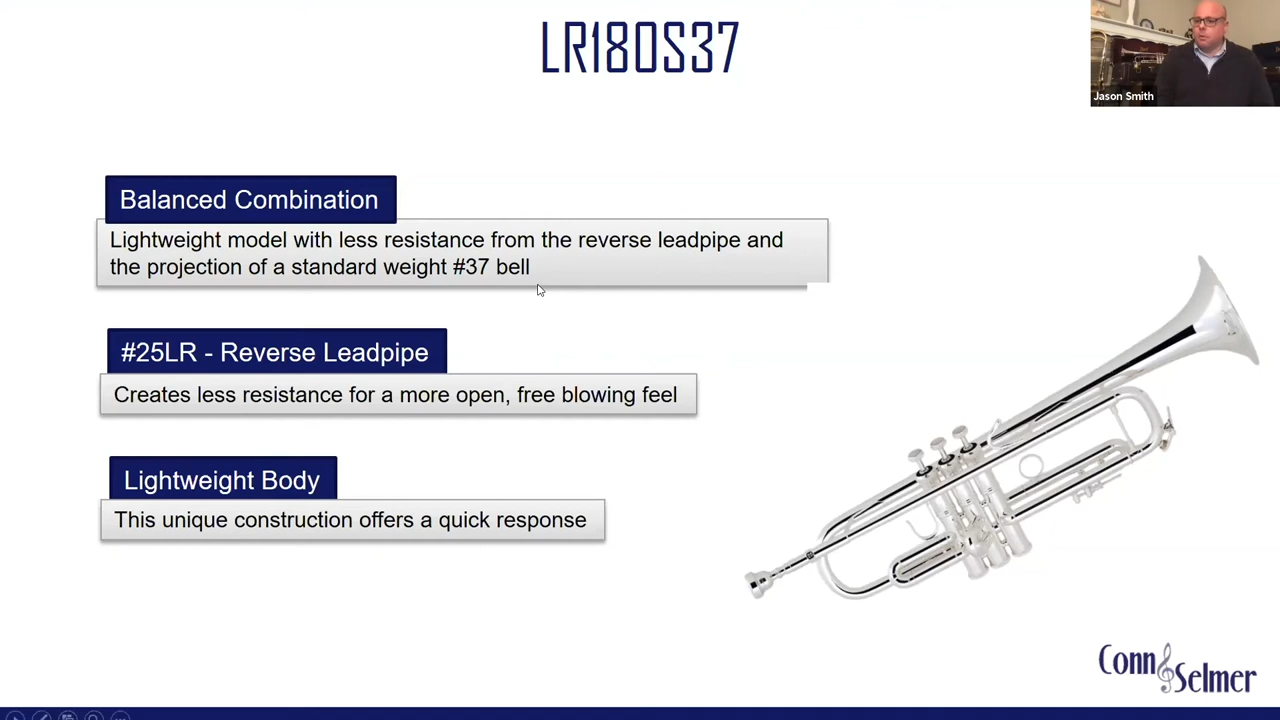 LR180S37
Jason Smith
Balanced Combination
Lightweight model with less resistance from the reverse leadpipe and
the projection of a standard weight #37 bell
#25LR - Reverse Leadpipe
Creates less resistance for a more open, free blowing feel
Lightweight Body
This unique construction offers a quick response
Conn
Selmer